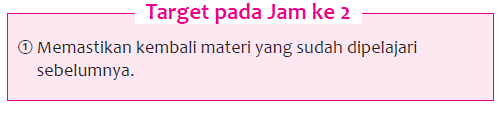 Target pada Jam ke 2
① Memastikan kembali materi yang sudah dipelajari
sebelumnya.